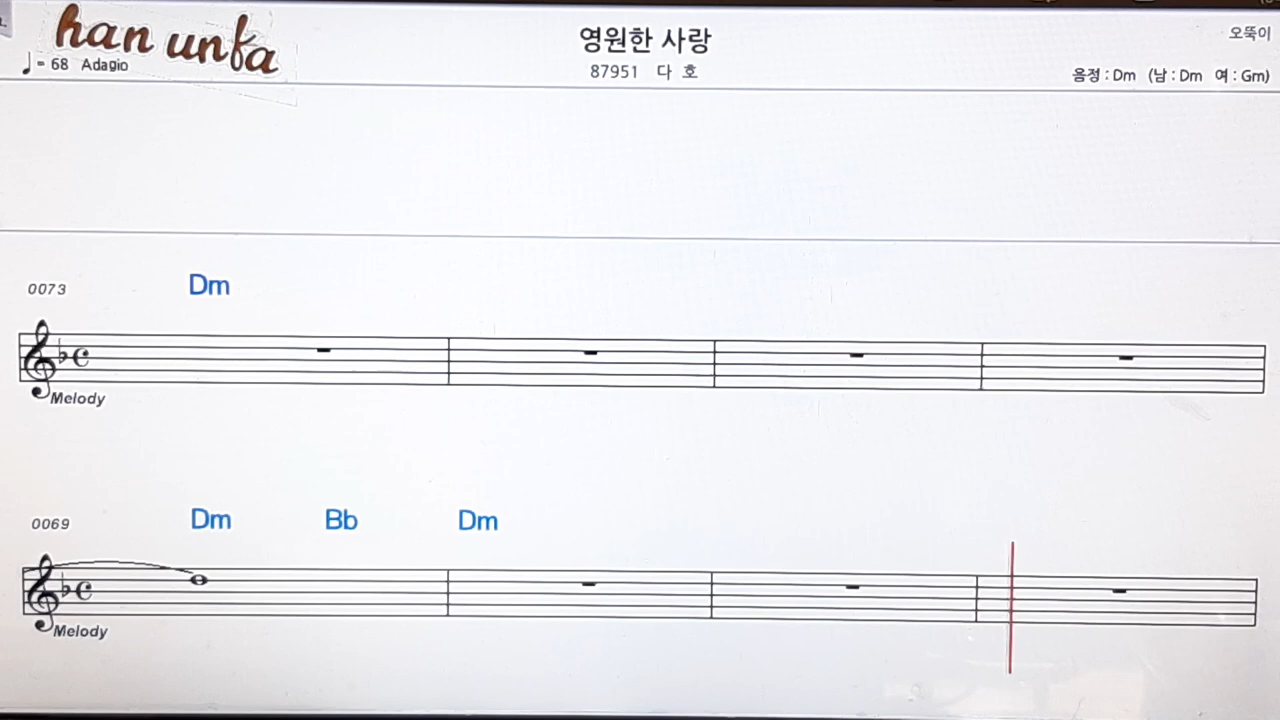 han unfa
영원한 사랑
오뚝이
♩= 68 Adagio
87951 다 호
음정 : Dm (남 : Dm 여 : Gm)
0073 Dm
Melody
0069 Dm Bb Dm
Melody